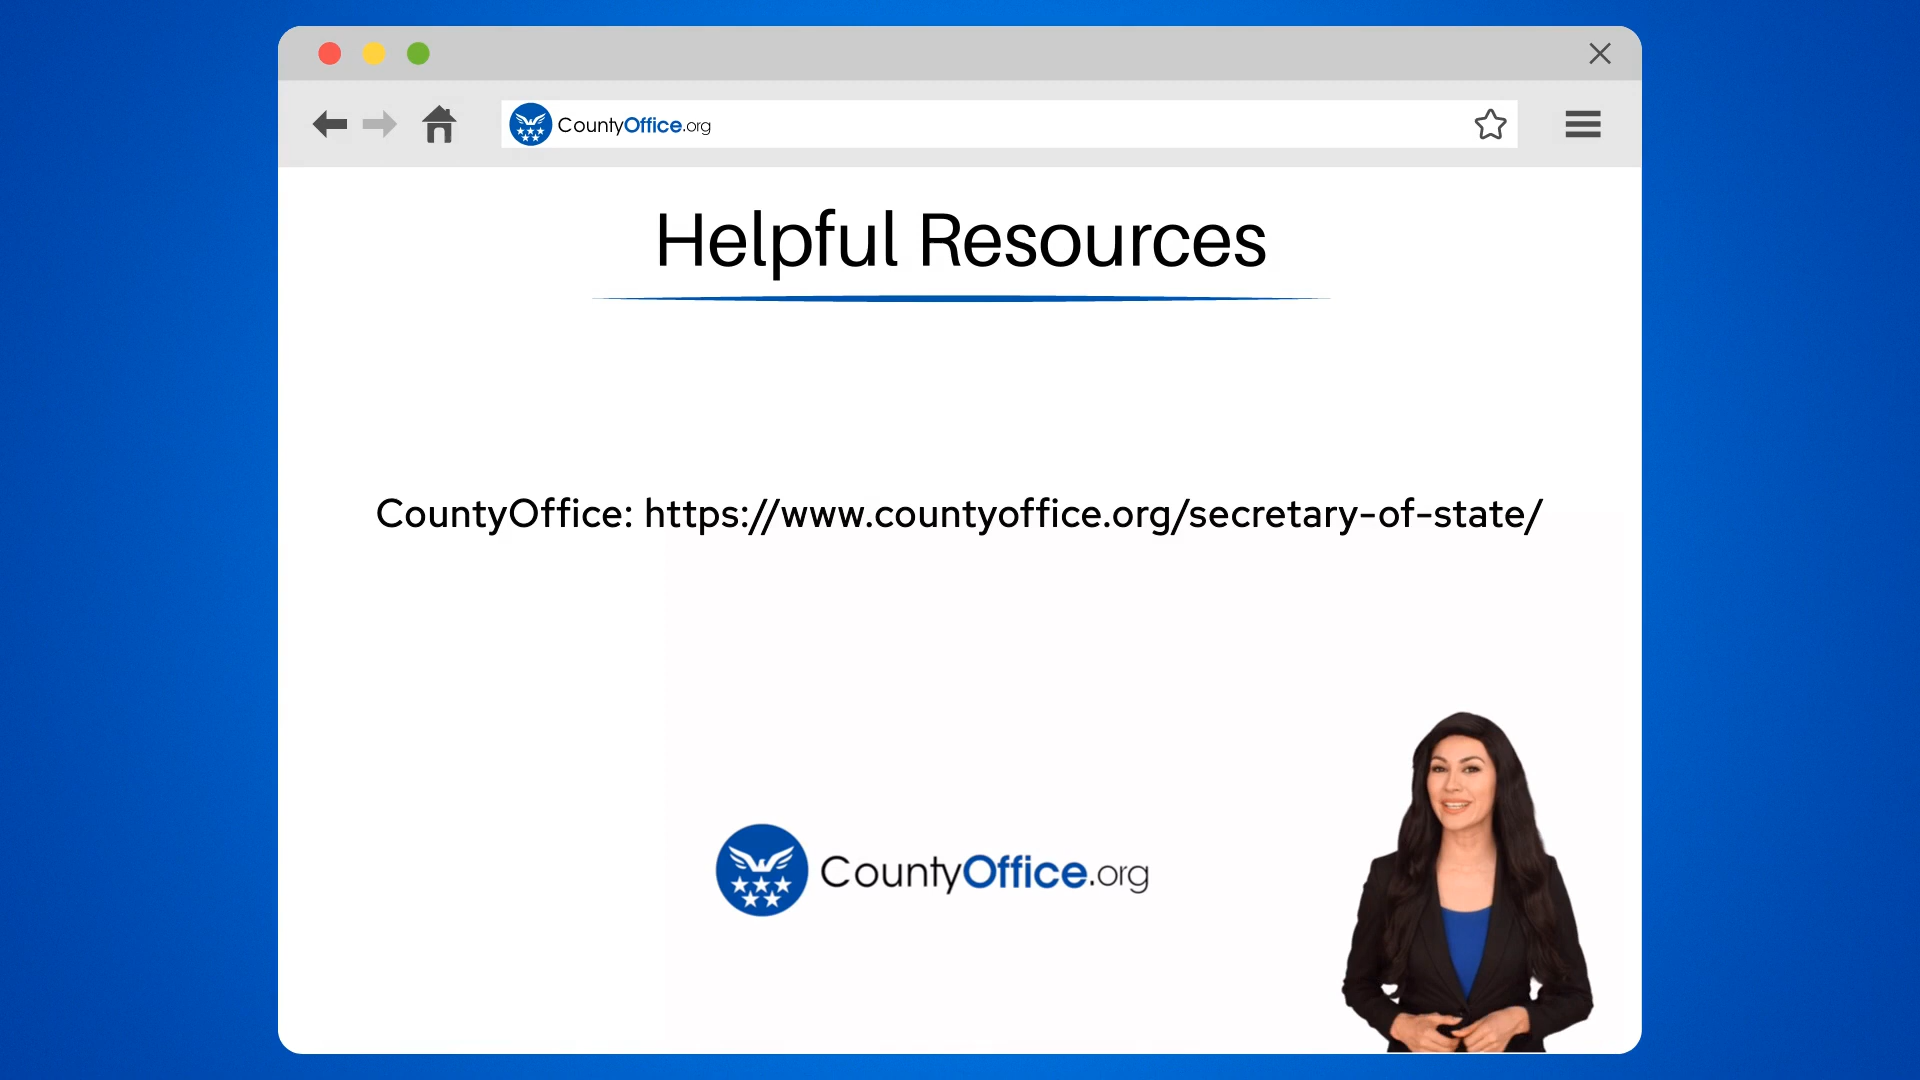 CountyOffice.org
Helpful Resources
CountyOffice: https://www.countyoffice.org/secretary-of-state/
CountyOffice.org